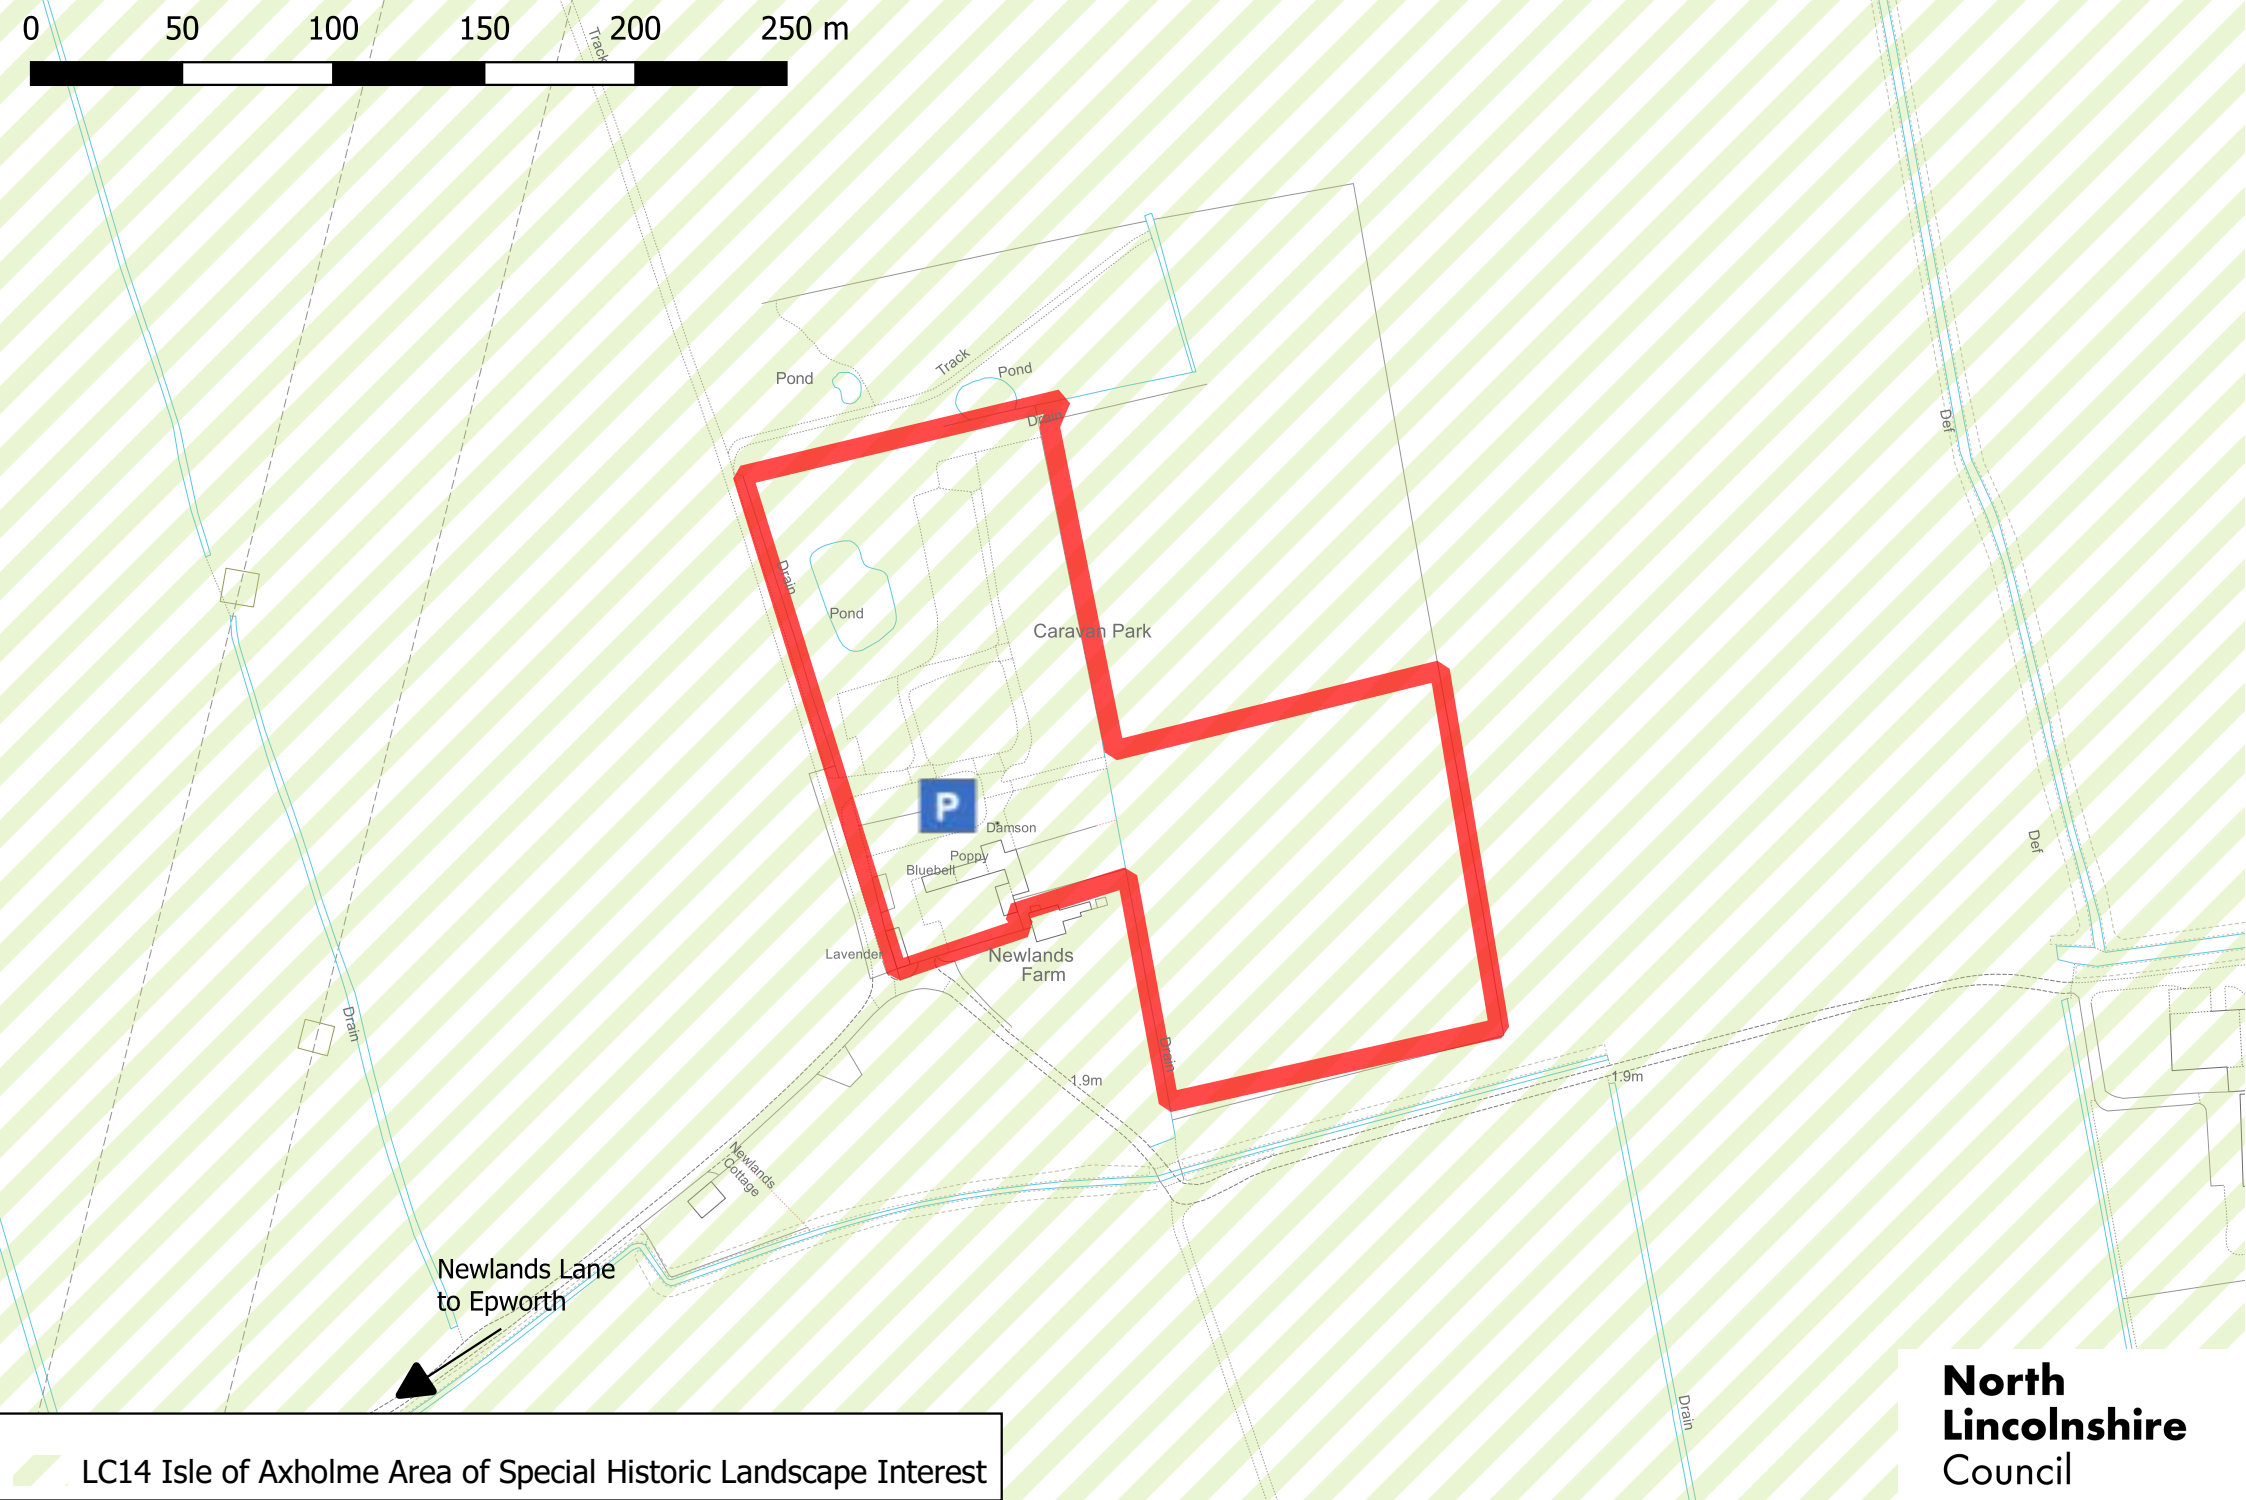 0 50 100 150 200 250 m
Track
Track
Pond
Pond
Drain
Def
Drain
Pond
Caravan Park
P
Damson
Poppy
Bluebell
Def
Lavender
Newlands
Farm
Drain
Drain
1.9m
1.9m
Newlands
Cottage
Newlands Lane
to Epworth
Drain
LC14 Isle of Axholme Area of Special Historic Landscape Interest
North
Lincolnshire
Council